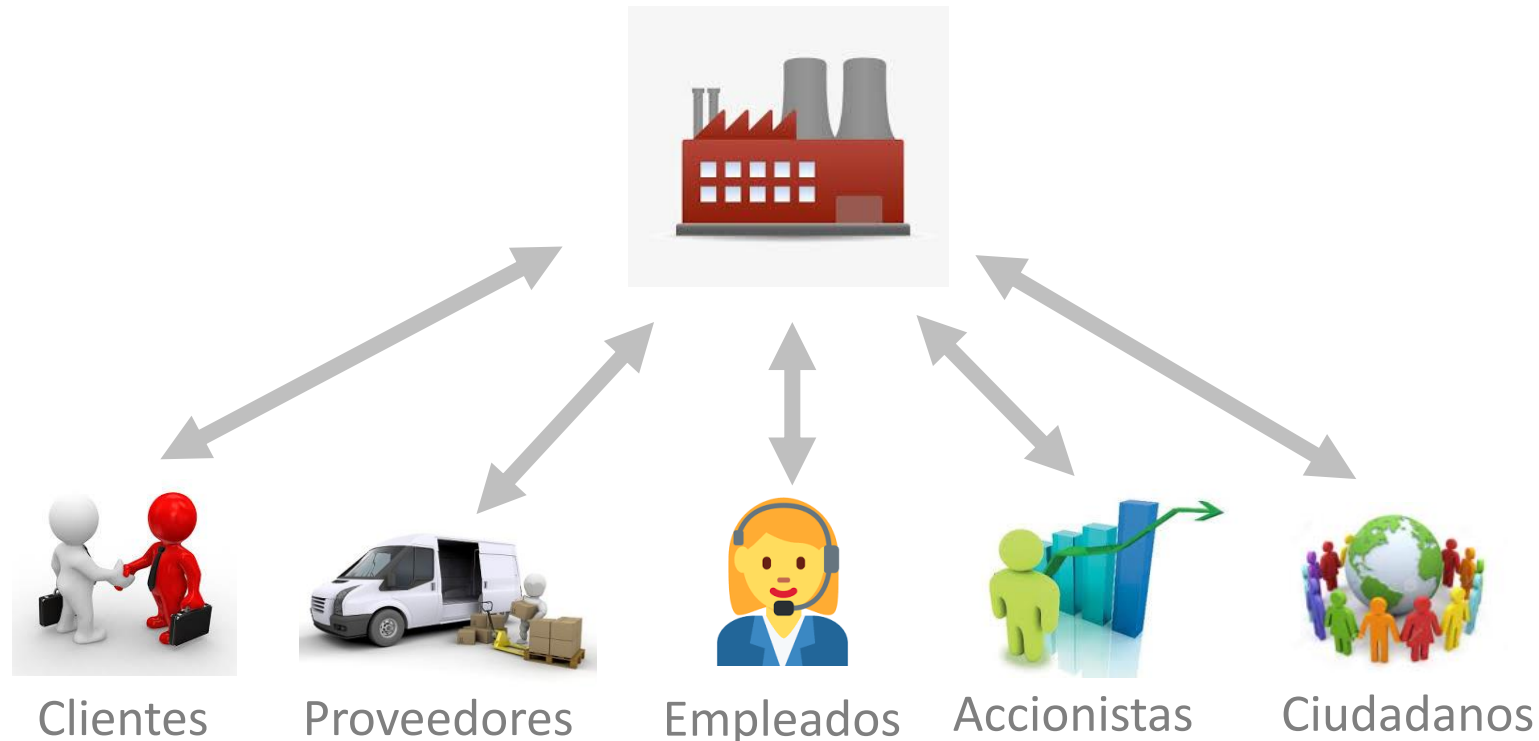 Clientes
Proveedores
Empleados
Accionistas
Ciudadanos